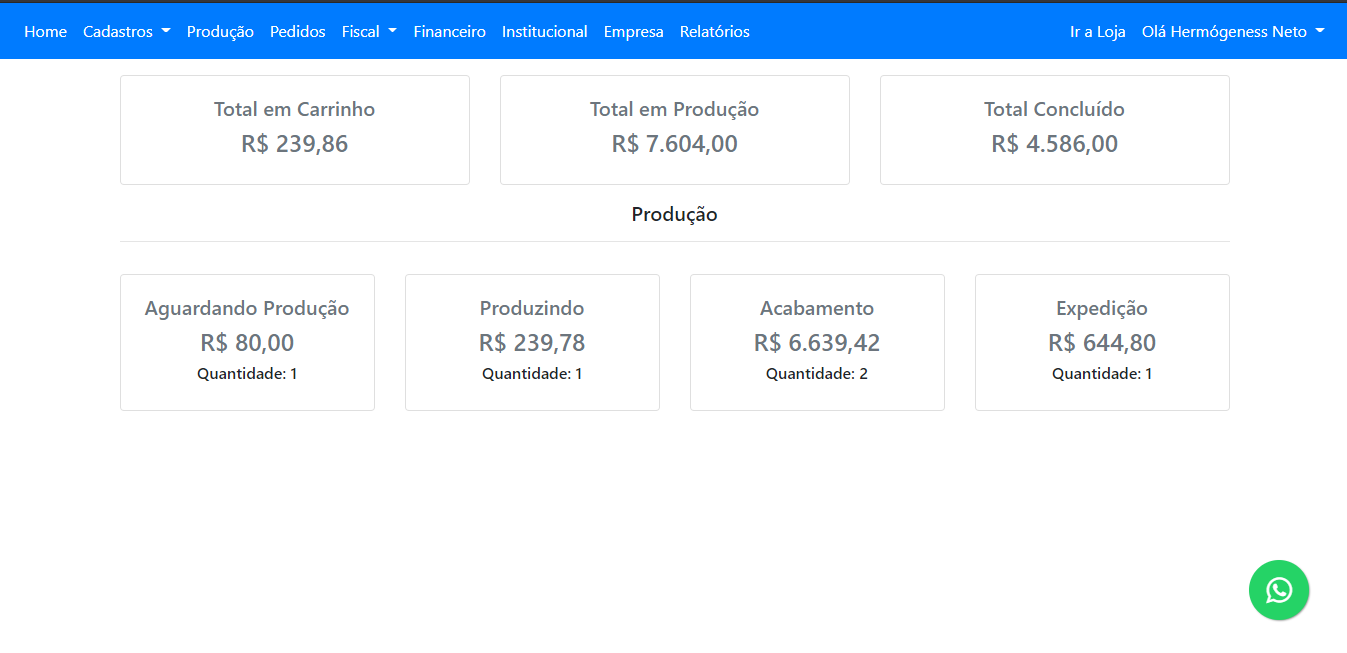 Home Cadastros Produção Pedidos Fiscal Financeiro Institucional Empresa Relatórios Ir a Loja Olá Hermógeness Neto
Total em Carrinho
R$ 239,86
Total em Produção
R$ 7.604,00
Total Concluído
R$ 4.586,00
Produção
Aguardando Produção
R$ 80,00
Quantidade: 1
Produzindo
R$ 239,78
Quantidade: 1
Acabamento
R$ 6.639,42
Quantidade: 2
Expedição
R$ 644,80
Quantidade: 1